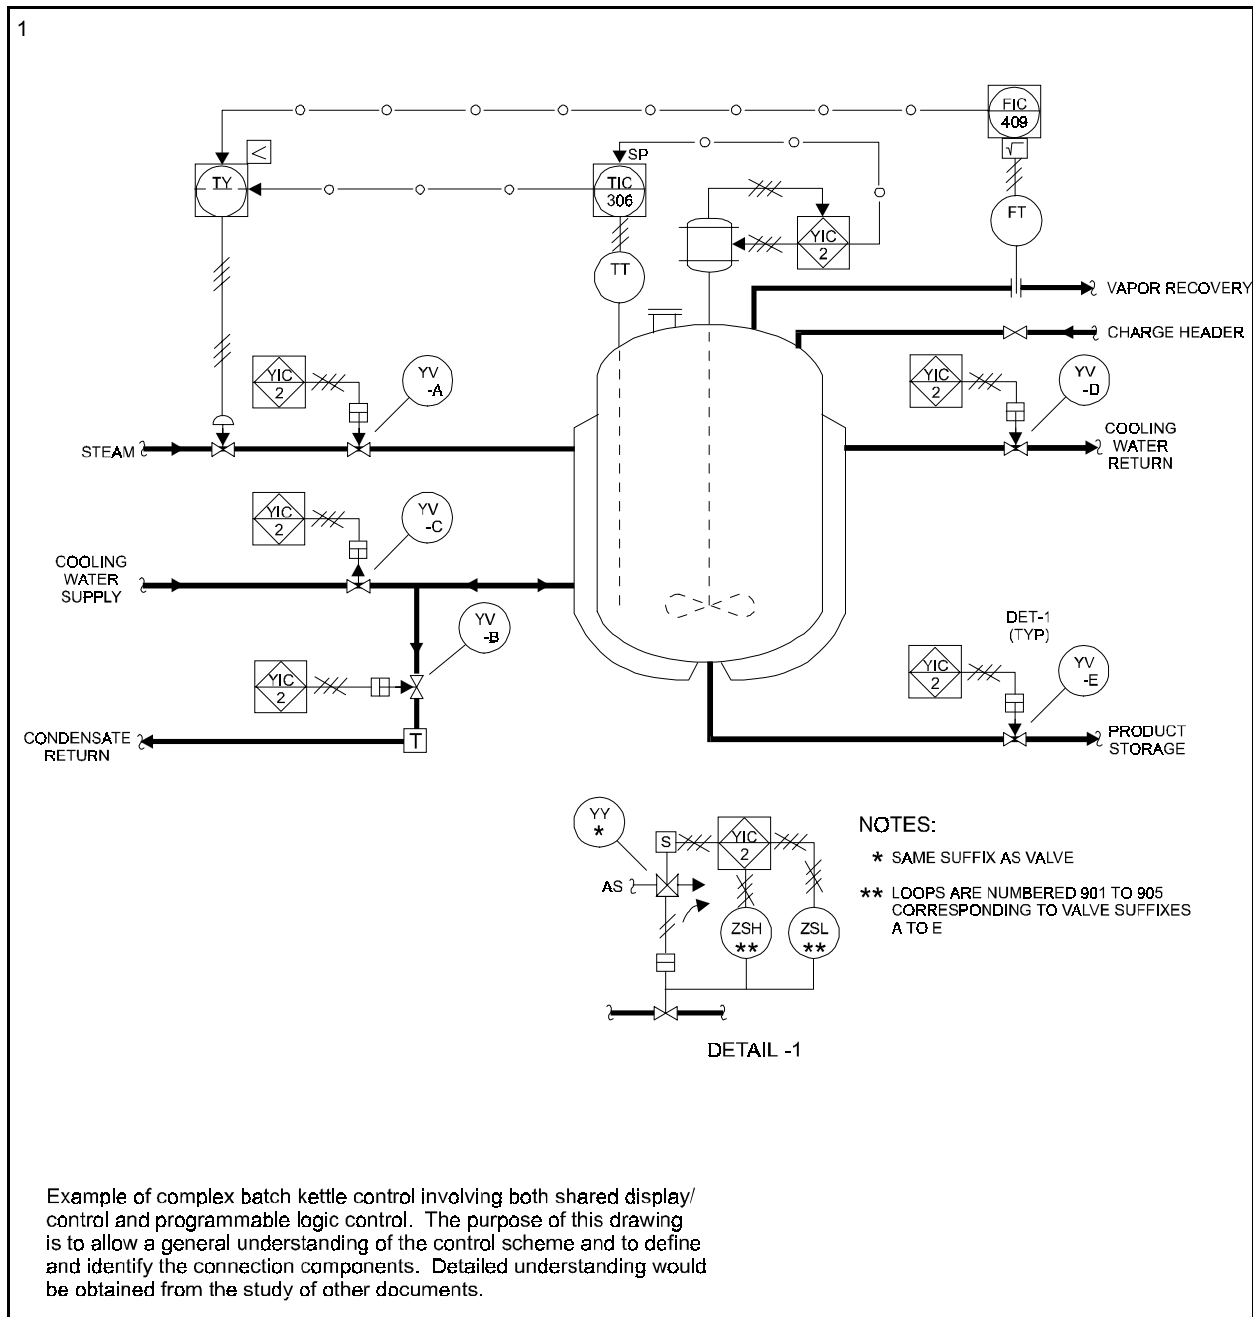 1
FIC
409
√
<
SP
TY
TIC
306
YIC
2
FT
TT
VAPOR RECOVERY
CHARGE HEADER
YIC
2
YV
-A
YIC
2
YV
-D
STEAM
COOLING
WATER
RETURN
YIC
2
YV
-C
COOLING
WATER
SUPPLY
YV
-B
DET-1
(TYP)
YIC
2
YIC
2
YV
-E
CONDENSATE
RETURN
T
PRODUCT
STORAGE
YY
*
S
YIC
2
AS
ZSH
**
ZSL
**
DETAIL -1
NOTES:
* SAME SUFFIX AS VALVE
** LOOPS ARE NUMBERED 901 TO 905
CORRESPONDING TO VALVE SUFFIXES
A TO E
Example of complex batch kettle control involving both shared display/
control and programmable logic control. The purpose of this drawing
is to allow a general understanding of the control scheme and to define
and identify the connection components. Detailed understanding would
be obtained from the study of other documents.